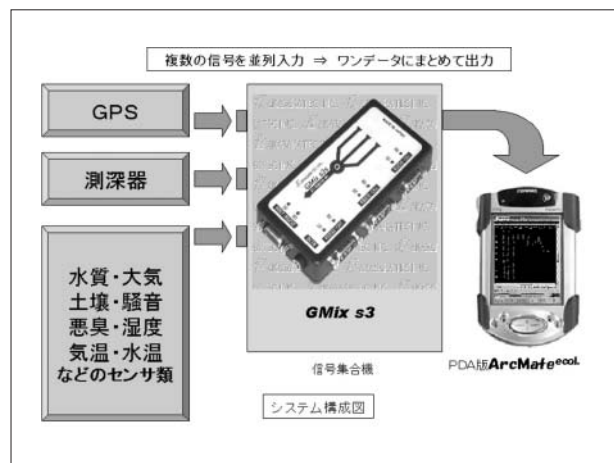 複数の信号を並列入力 ⇒ ワンデータにまとめて出力
GPS
測深器
水質・大気
土壌・騒音
悪臭・湿度
気温・水温
などのセンサ類
GMix s3
信号集合機
PDA版ArcMate ecoL
システム構成図